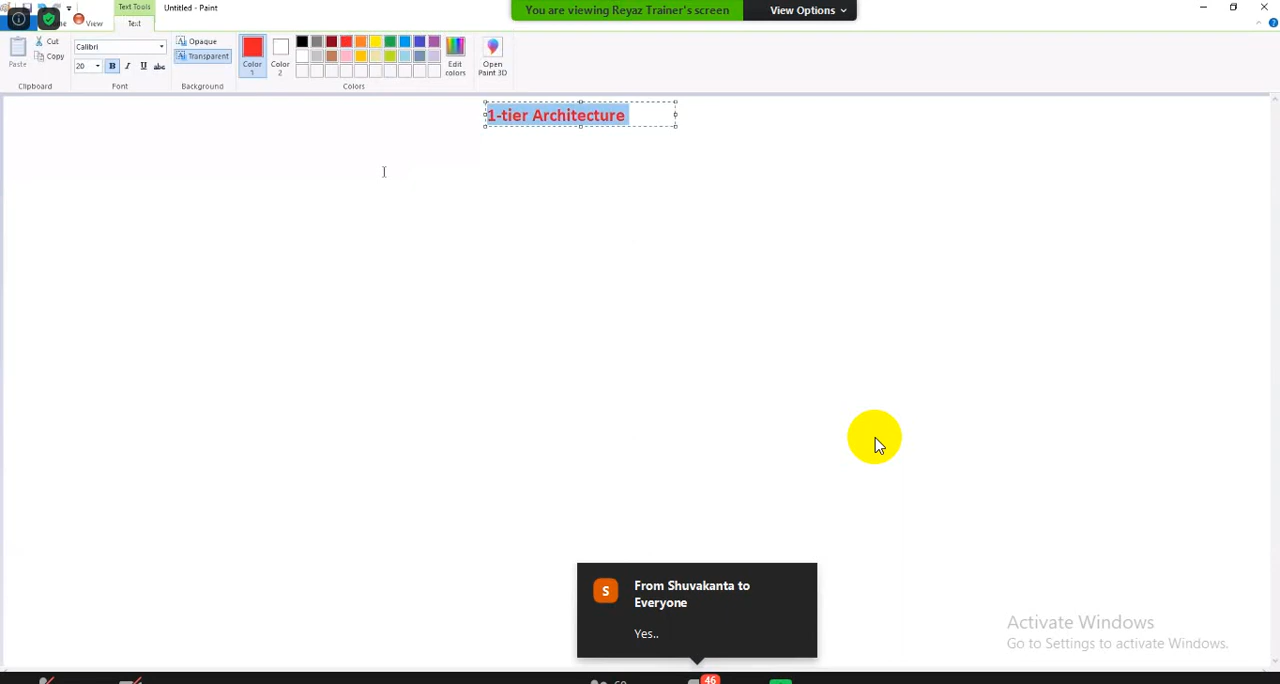 Text Tools
Untitled - Paint
You are viewing Reyaz Trainer's screen
View Options
View
Text
Paste
Cut
Copy
Clipboard
Calibri
20
B I U abc
Font
Opaque
Transparent
Background
Color 1
Color 2
Colors
Edit colors
Open Paint 3D
1-tier Architecture
S
From Shuvakanta to
Everyone
Yes..
Activate Windows
Go to Settings to activate Windows.
46